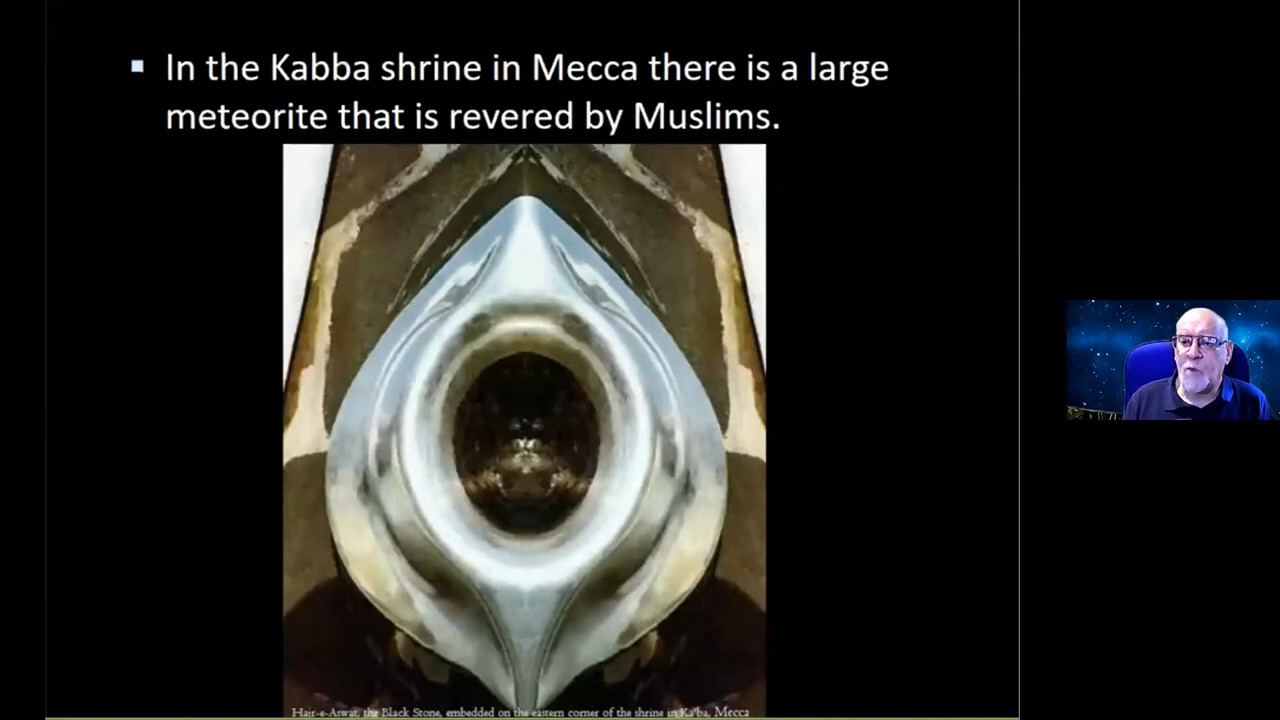 ▪ In the Kabba shrine in Mecca there is a large
meteorite that is revered by Muslims.
Hair-e-Aswat, the Black Stone, embedded on the eastern corner of the shrine in Ka'ba, Mecca